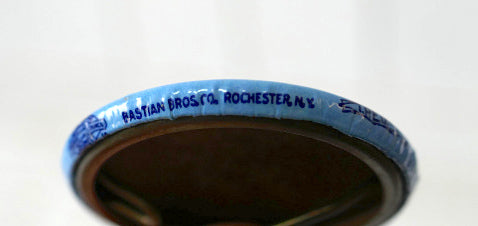 BASTIAN BROS. CO. ROCHESTER, N.Y.